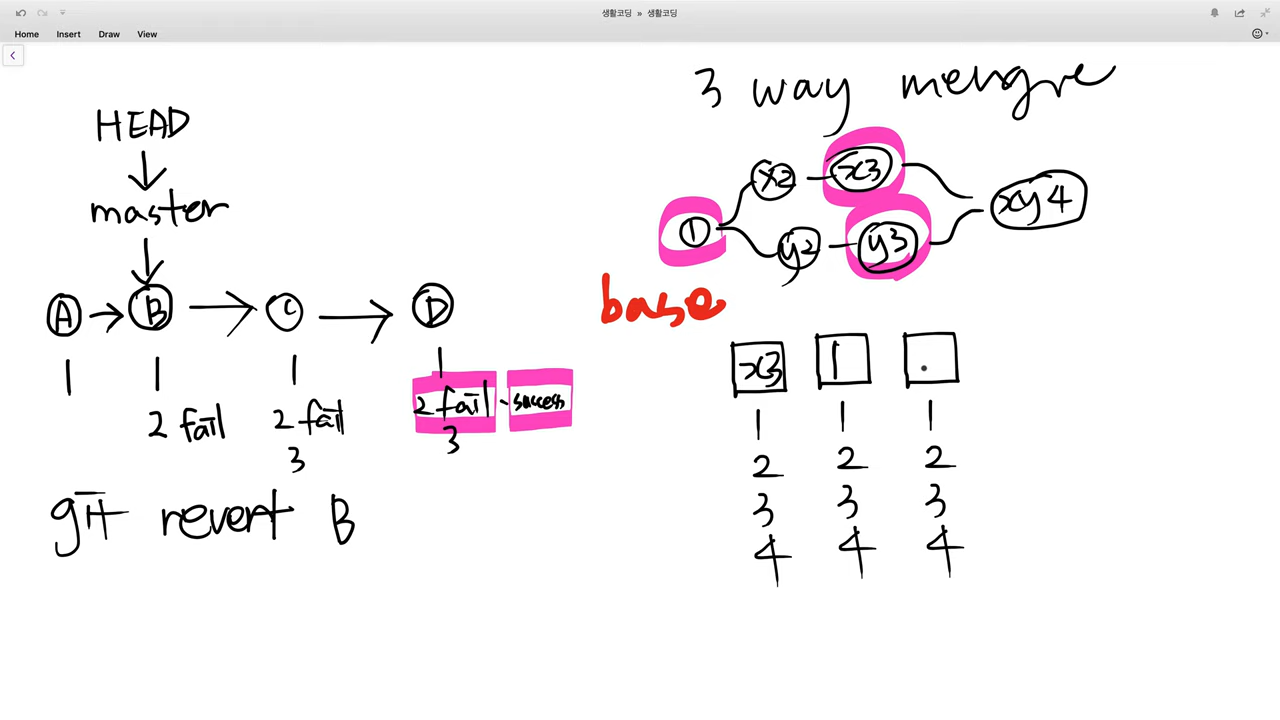 생활코딩 » 생활코딩
Home Insert Draw View
HEAD
master
A B C D
1 1 1 1
2 fail 2 fail 2 fail - success
3 3
git revert B
3 way mengre
1 x2 x3 xy4
y2 y3
base
x3 1
1 1 1
2 2 2
3 3 3
4 4 4